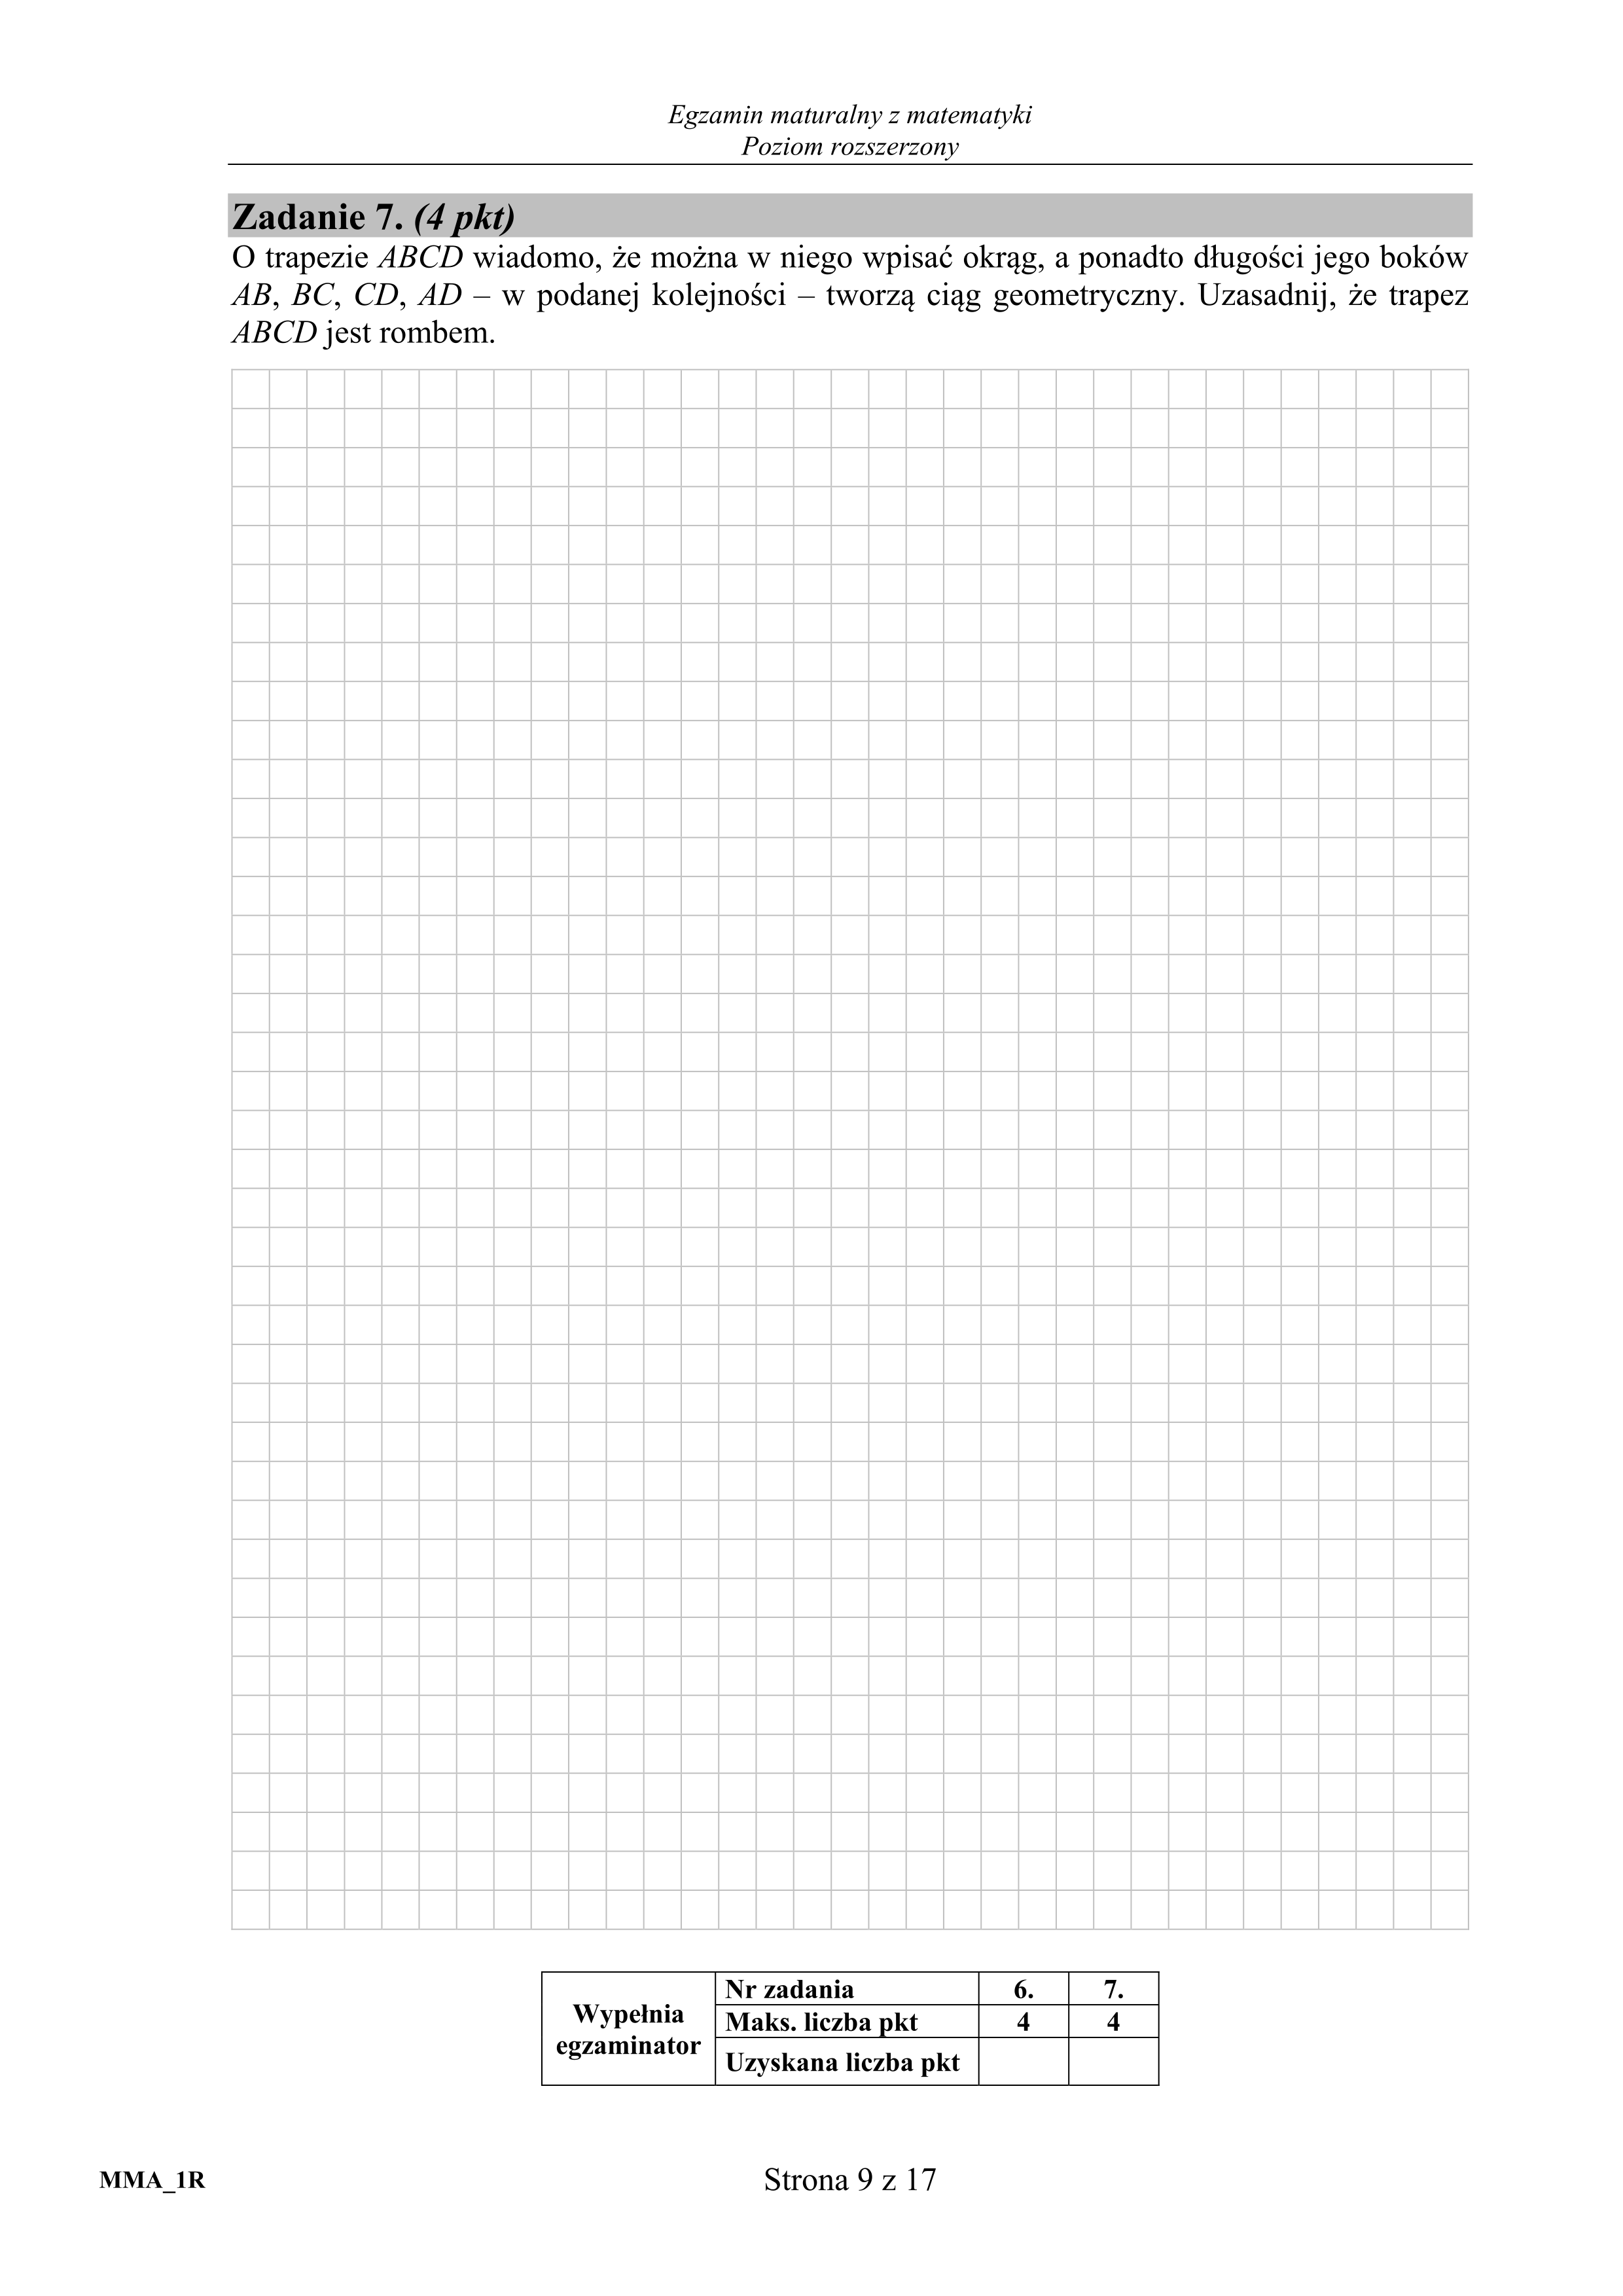 Egzamin maturalny z matematyki
Poziom rozszerzony
Zadanie 7. (4 pkt)
O trapezie ABCD wiadomo, że można w niego wpisać okrąg, a ponadto długości jego boków
AB, BC, CD, AD – w podanej kolejności – tworzą ciąg geometryczny. Uzasadnij, że trapez
ABCD jest rombem.
Wypełnia
egzaminator
Nr zadania 6. 7.
Maks. liczba pkt 4 4
Uzyskana liczba pkt
MMA_1R
Strona 9 z 17